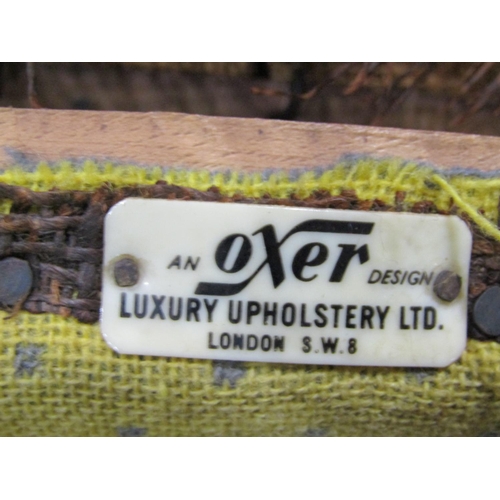 AN oXer DESIGN
LUXURY UPHOLSTERY LTD.
LONDON S.W.8